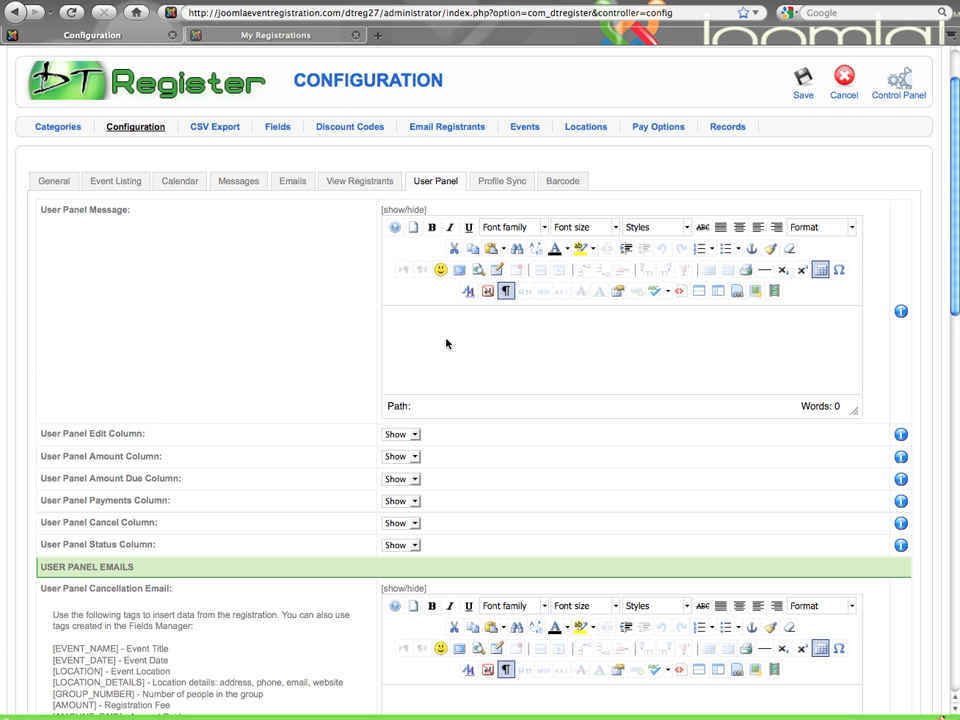 http://joomlaeventregistration.com/dtreg27/administrator/index.php?option=com_dtregister&controller=config
Google
Configuration
My Registrations
DT Register
CONFIGURATION
Save
Cancel
Control Panel
Categories
Configuration
CSV Export
Fields
Discount Codes
Email Registrants
Events
Locations
Pay Options
Records
General
Event Listing
Calendar
Messages
Emails
View Registrants
User Panel
Profile Sync
Barcode
User Panel Message:
[show/hide]
B I U Font family Font size Styles ABC Format
Path:
Words: 0
User Panel Edit Column:
Show
User Panel Amount Column:
Show
User Panel Amount Due Column:
Show
User Panel Payments Column:
Show
User Panel Cancel Column:
Show
User Panel Status Column:
Show
USER PANEL EMAILS
User Panel Cancellation Email:
[show/hide]
B I U Font family Font size Styles ABC Format
Use the following tags to insert data from the registration. You can also use
tags created in the Fields Manager:
[EVENT_NAME] - Event Title
[EVENT_DATE] - Event Date
[LOCATION] - Event Location
[LOCATION_DETAILS] - Location details: address, phone, email, website
[GROUP_NUMBER] - Number of people in the group
[AMOUNT] - Registration Fee